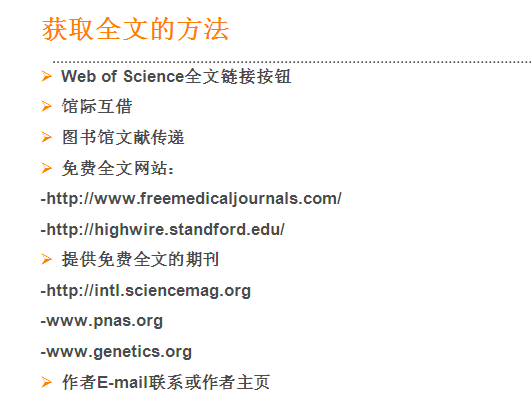 获取全文的方法
Web of Science全文链接按钮
馆际互借
图书馆文献传递
免费全文网站：
-http://www.freemedicaljournals.com/
-http://highwire.standford.edu/
提供免费全文的期刊
-http://intl.sciencemag.org
-www.pnas.org
-www.genetics.org
作者E-mail联系或作者主页